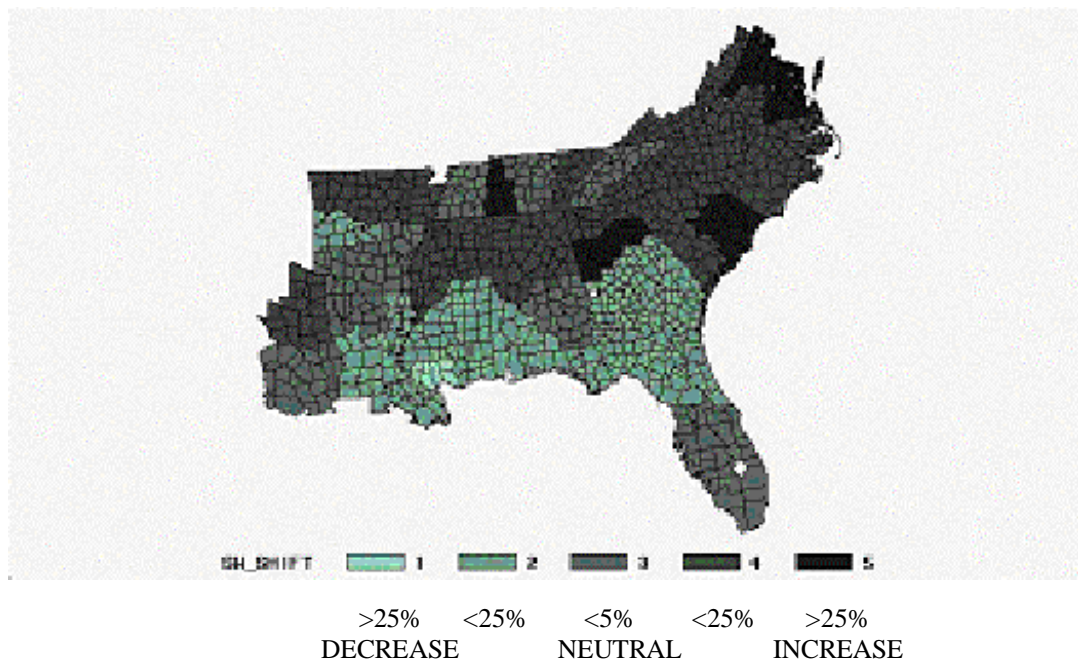 SH_SHIFT 1 2 3 4 5
>25% <25% <5% <25% >25%
DECREASE NEUTRAL INCREASE